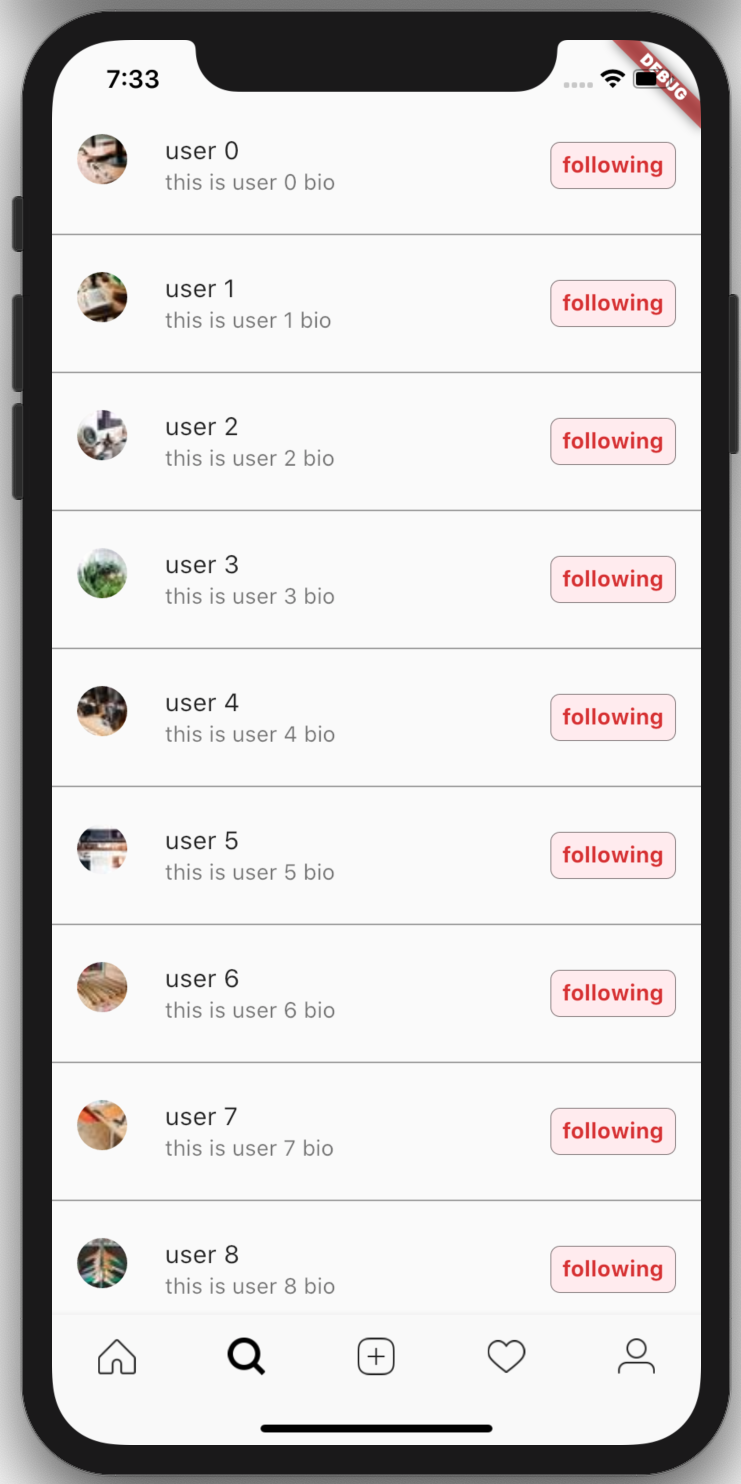 7:33
DEBUG
user 0
this is user 0 bio
following
user 1
this is user 1 bio
following
user 2
this is user 2 bio
following
user 3
this is user 3 bio
following
user 4
this is user 4 bio
following
user 5
this is user 5 bio
following
user 6
this is user 6 bio
following
user 7
this is user 7 bio
following
user 8
this is user 8 bio
following